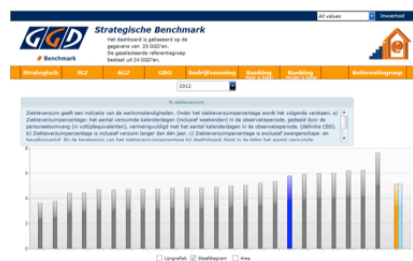 All values
Invoertool
GGD
# Benchmark
Strategische Benchmark
Het dashboard is gebaseerd op de
gegevens van 25 GGD'en.
De geselecteerde referentiegroep
bestaat uit 24 GGD'en.
Strategisch JGZ AGZ GBO Bedrijfsvoering Ranking Ranking Referentiegroep
2012
% ziekteverzuim
Ziekteverzuim geeft een indicatie van de werkomstandigheden. Onder het ziekteverzuimpercentage wordt het volgende verstaan: a)
Ziekteverzuimpercentage: het aantal verzuimde kalenderdagen (inclusief weekenden) in de observatieperiode, gedeeld door de
personeelsomvang (in voltijdsequivalenten), vermenigvuldigd met het aantal kalenderdagen in de observatieperiode. (definitie CBS).
b) Ziekteverzuimpercentage is inclusief verzuim langer dan één jaar. c) Ziekteverzuimpercentage is exclusief zwangerschaps- en
8
6
4
2
0
Lijngrafiek Staafdiagram Area